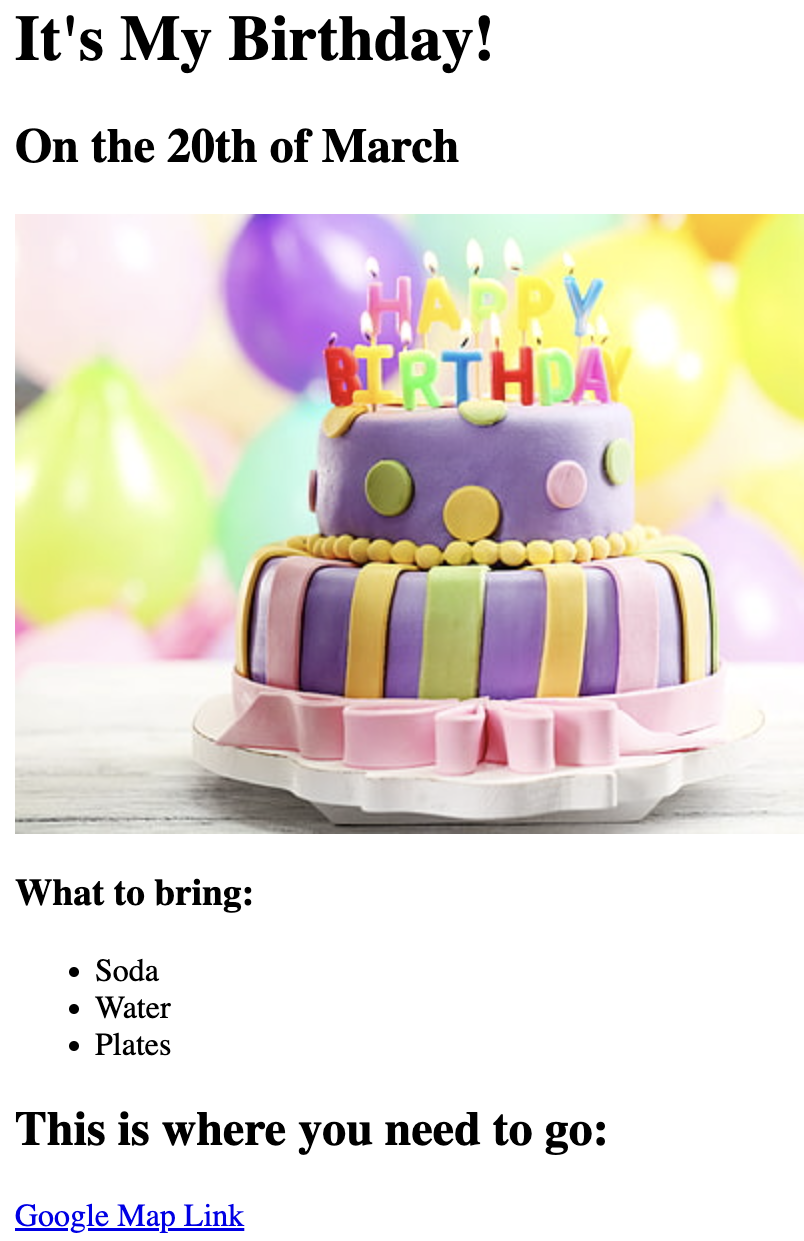 It's My Birthday!
On the 20th of March
HAPPY
BIRTHDAY
What to bring:
Soda
Water
Plates
This is where you need to go:
Google Map Link